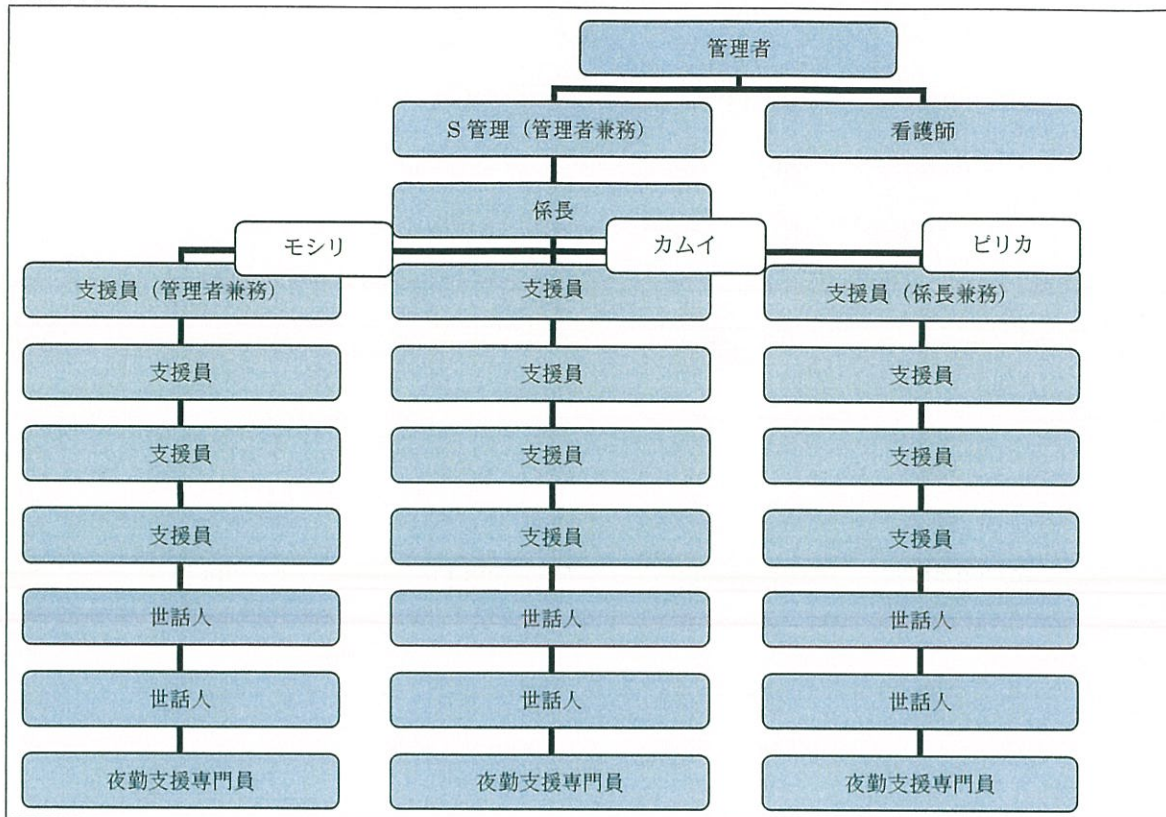 管理者
S 管理（管理者兼務）
看護師
係長
モシリ
カムイ
ピリカ
支援員（管理者兼務）
支援員
支援員（係長兼務）
支援員
支援員
支援員
支援員
支援員
支援員
支援員
支援員
支援員
世話人
世話人
世話人
世話人
世話人
世話人
夜勤支援専門員
夜勤支援専門員
夜勤支援専門員